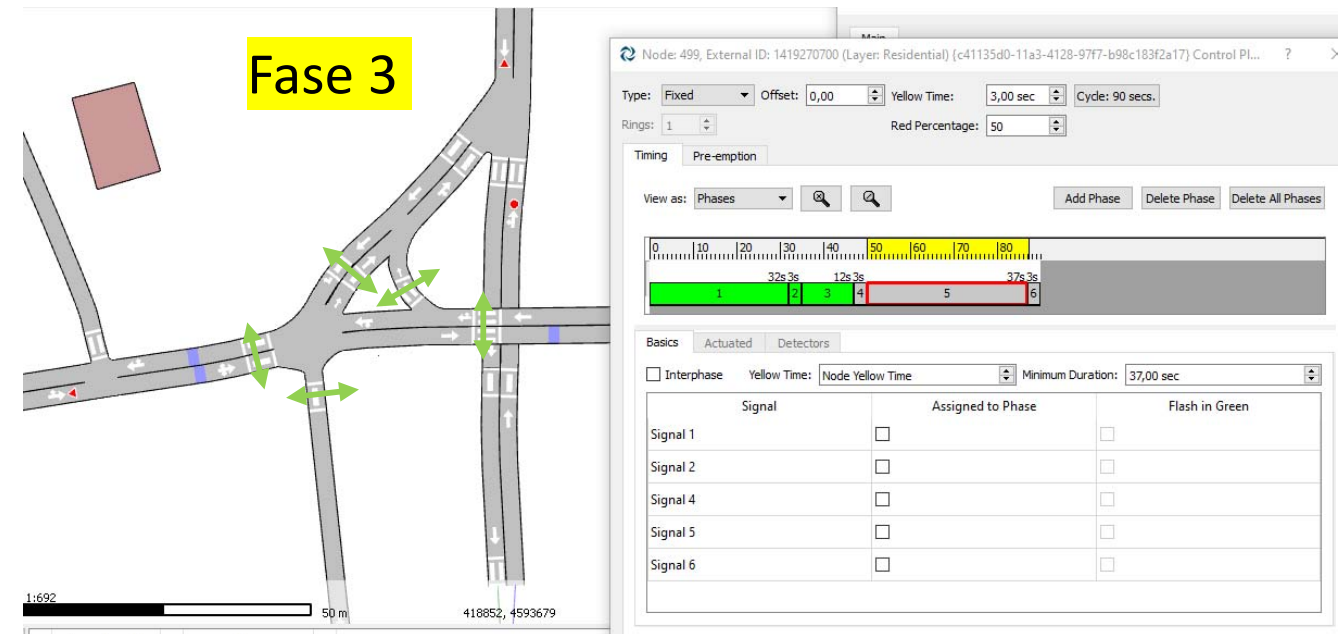 Fase 3
1:692
50 m
418852, 4593679
Main
Node: 499, External ID: 1419270700 (Layer: Residential) {c41135d0-11a3-4128-97f7-b98c183f2a17} Control Pl... ?
Type: Fixed Offset: 0,00 Yellow Time: 3,00 sec Cycle: 90 secs.
Rings: 1 Red Percentage: 50
Timing Pre-emption
View as: Phases Add Phase Delete Phase Delete All Phases
0 10 20 30 40 50 60 70 80
32s 3s 12s 3s 37s 3s
1 2 3 4 5 6
Basics Actuated Detectors
Interphase Yellow Time: Node Yellow Time Minimum Duration: 37,00 sec
Signal Assigned to Phase Flash in Green
Signal 1
Signal 2
Signal 4
Signal 5
Signal 6